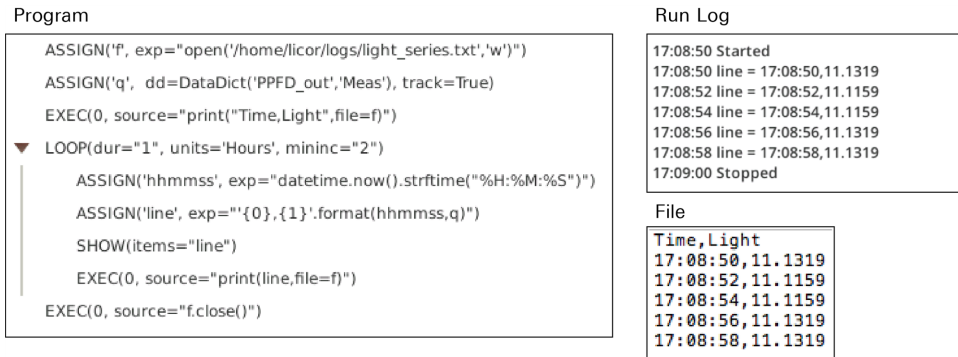 Program
ASSIGN('f', exp="open('/home/licor/logs/light_series.txt','w')")
ASSIGN('q',  dd=DataDict('PPFD_out','Meas'), track=True)
EXEC(0, source="print("Time,Light",file=f)")
LOOP(dur="1", units='Hours', mininc="2")
ASSIGN('hhmmss', exp="datetime.now().strftime("%H:%M:%S")")
ASSIGN('line', exp="'{0},{1}'.format(hhmmss,q)")
SHOW(items="line")
EXEC(0, source="print(line,file=f)")
EXEC(0, source="f.close()")
Run Log
17:08:50 Started
17:08:50 line = 17:08:50,11.1319
17:08:52 line = 17:08:52,11.1159
17:08:54 line = 17:08:54,11.1159
17:08:56 line = 17:08:56,11.1319
17:08:58 line = 17:08:58,11.1319
17:09:00 Stopped
File
Time,Light
17:08:50,11.1319
17:08:52,11.1159
17:08:54,11.1159
17:08:56,11.1319
17:08:58,11.1319